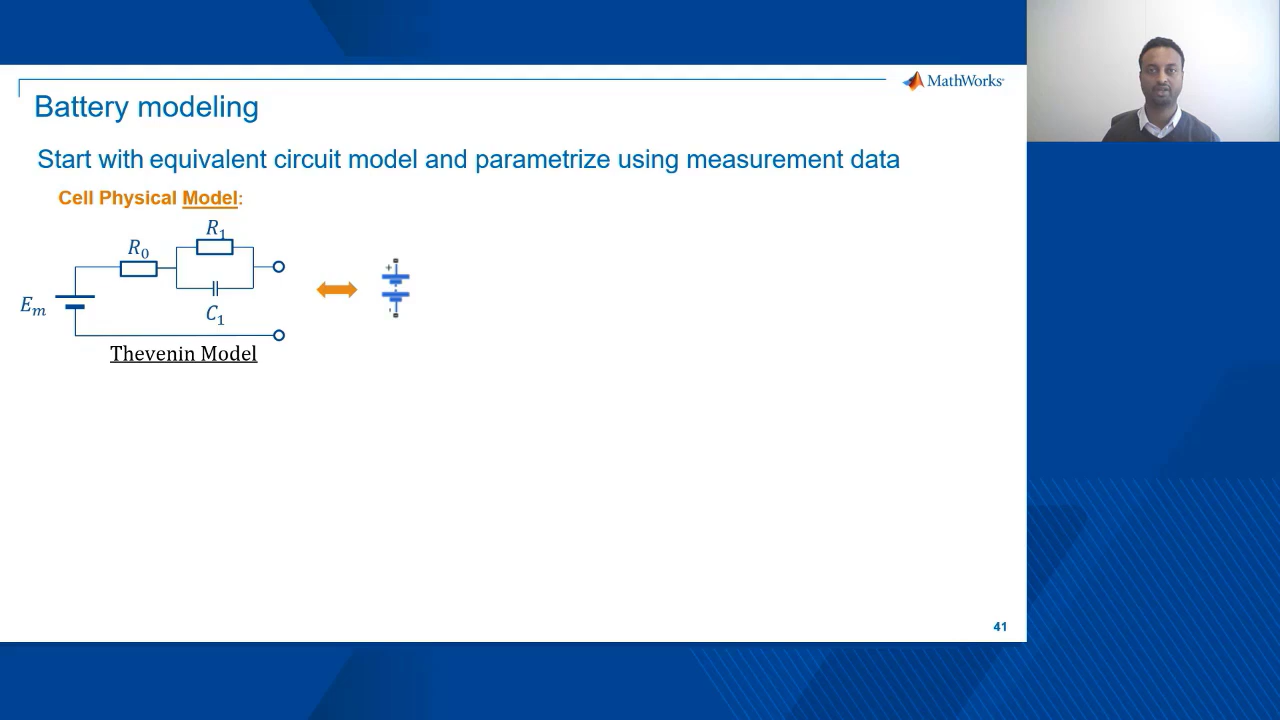 MathWorks
Battery modeling
Start with equivalent circuit model and parametrize using measurement data
Cell Physical Model:
R1
R0
Em
C1
Thevenin Model
41